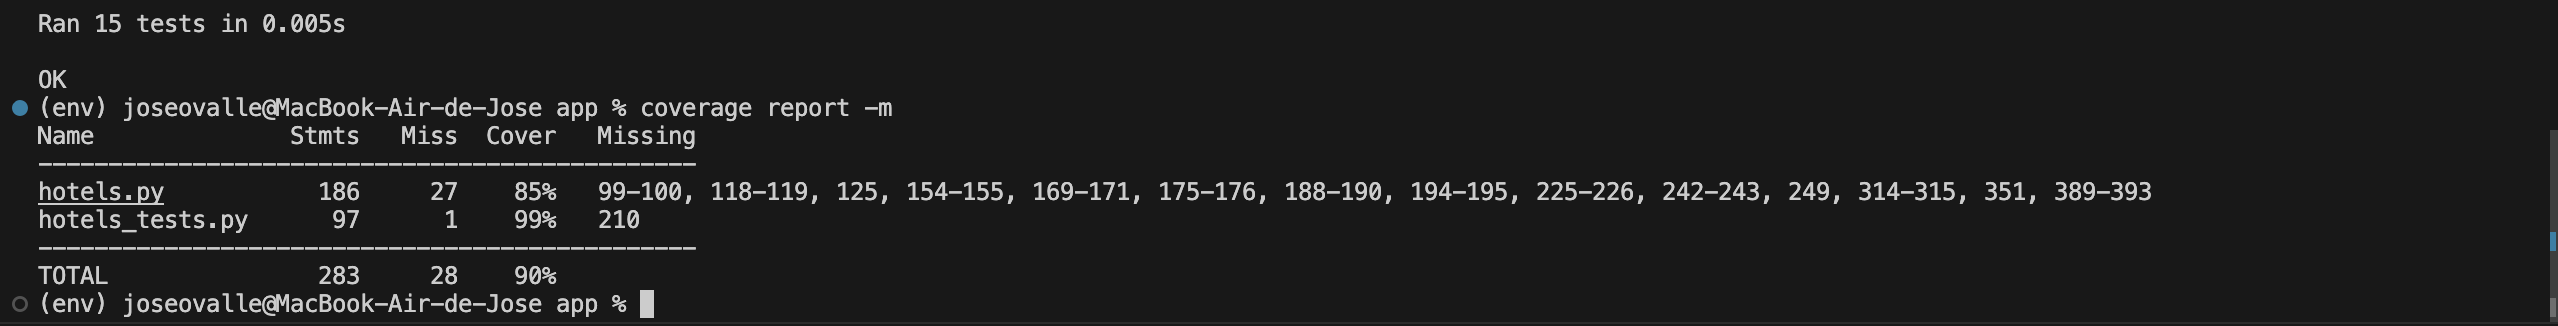 Ran 15 tests in 0.005s
OK
(env) joseovalle@MacBook-Air-de-Jose app % coverage report -m
Name              Stmts   Miss  Cover   Missing
-----------------------------------------------
hotels.py           186     27    85%   99-100, 118-119, 125, 154-155, 169-171, 175-176, 188-190, 194-195, 225-226, 242-243, 249, 314-315, 351, 389-393
hotels_tests.py      97      1    99%   210
-----------------------------------------------
TOTAL               283     28    90%
(env) joseovalle@MacBook-Air-de-Jose app %